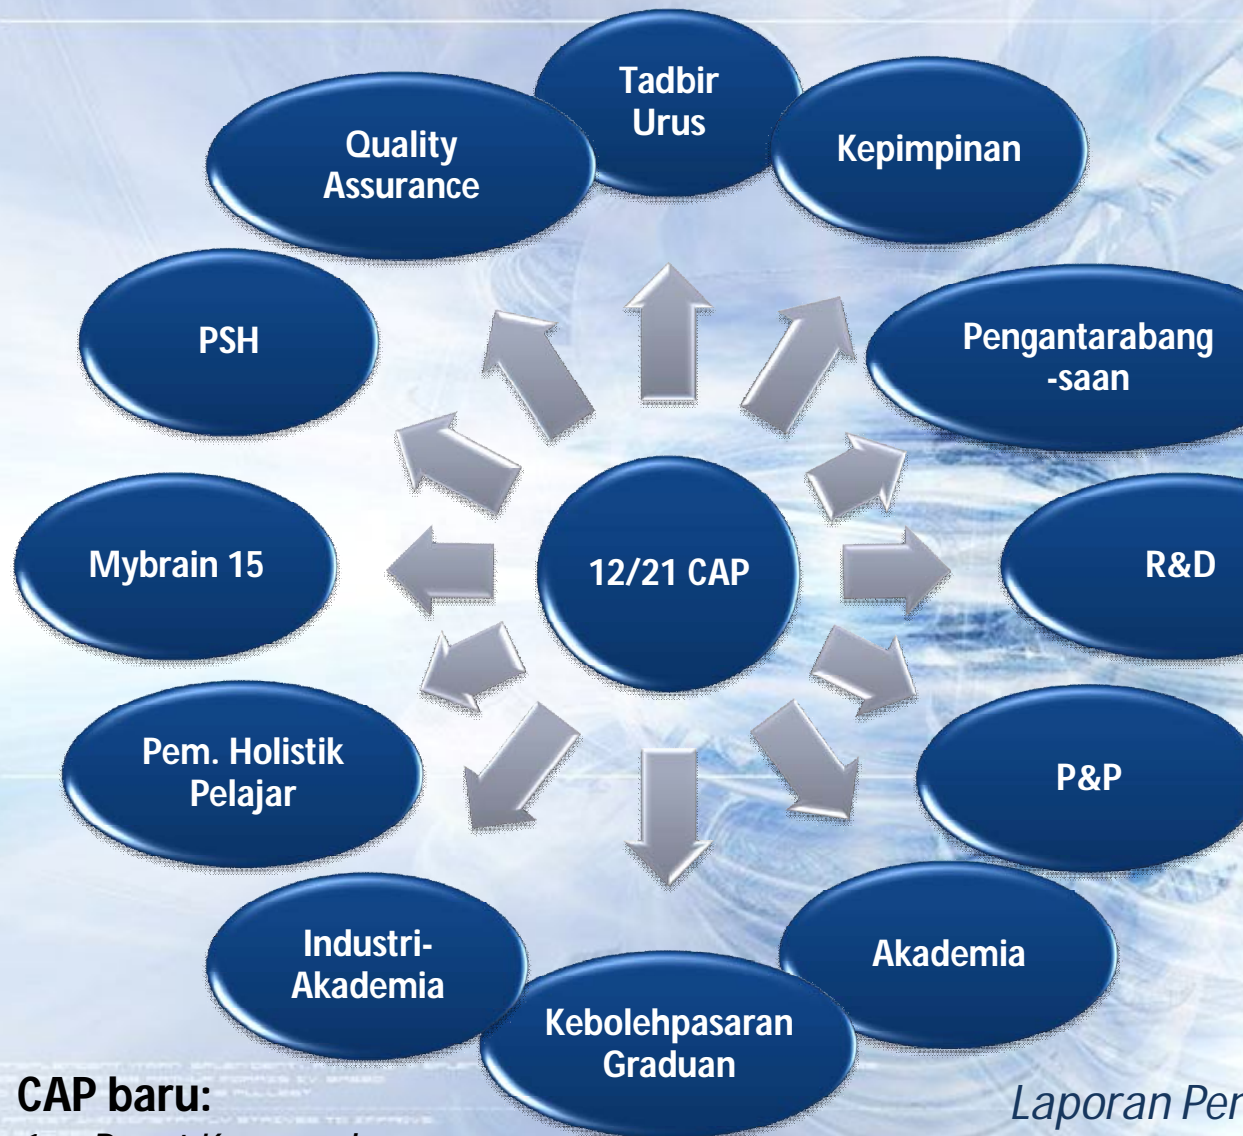 Tadbir
Urus
Kepimpinan
Pengantarabang
-saan
R&D
P&P
Akademia
Kebolehpasaran
Graduan
Industri-
Akademia
Pem. Holistik
Pelajar
Mybrain 15
PSH
Quality
Assurance
12/21 CAP
CAP baru:
Laporan Pen